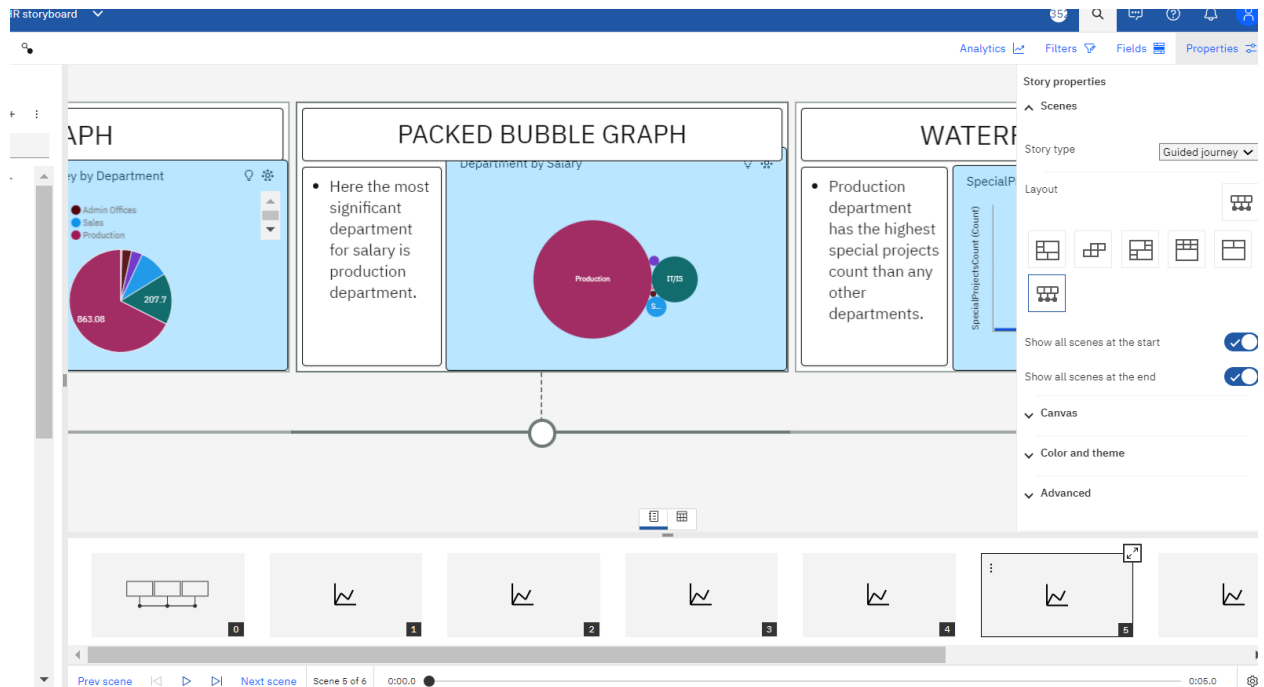 HR storyboard
352
Analytics
Filters
Fields
Properties
Story properties
Scenes
Story type
Guided journey
Layout
Show all scenes at the start
Show all scenes at the end
Canvas
Color and theme
Advanced
APH
y by Department
Admin Offices
Sales
Production
207.7
863.08
PACKED BUBBLE GRAPH
• Here the most
significant
department
for salary is
production
department.
Department by Salary
Production
IT/IS
S...
WATERF
• Production
department
has the highest
special projects
count than any
other
departments.
SpecialP
SpecialProjectsCount (Count)
0
1
2
3
4
5
Prev scene
Next scene
Scene 5 of 6
0:00.0
0:05.0